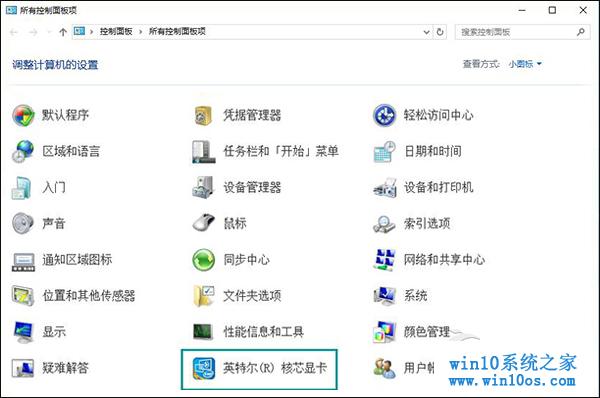 所有控制面板项
控制面板 › 所有控制面板项
搜索控制面板
调整计算机的设置
查看方式: 小图标
默认程序 凭据管理器 轻松访问中心
区域和语言 任务栏和「开始」菜单 日期和时间
入门 设备管理器 设备和打印机
声音 鼠标 索引选项
通知区域图标 同步中心 网络和共享中心
位置和其他传感器 文件夹选项 系统
显示 性能信息和工具 颜色管理
疑难解答 英特尔(R) 核芯显卡 用户帐
win10系统之家
www.win10os.com